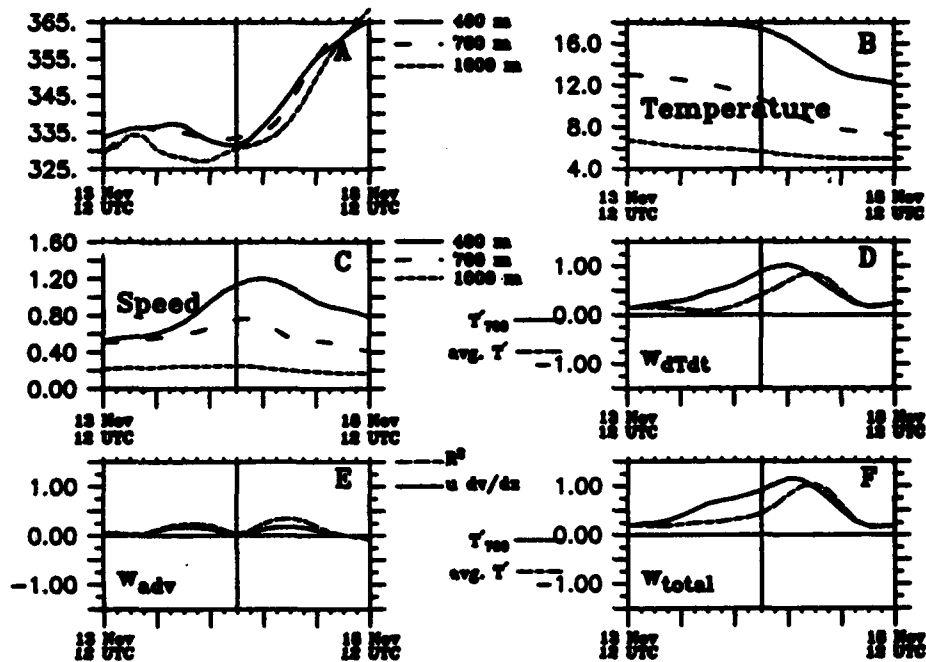 365.
355.
345.
335.
325.
A
13 Nov
12 UTC
18 Nov
12 UTC
400 m
700 m
1000 m
16.0
12.0
8.0
4.0
B
Temperature
13 Nov
12 UTC
18 Nov
12 UTC
1.60
1.20
0.80
0.40
0.00
C
Speed
13 Nov
12 UTC
18 Nov
12 UTC
400 m
700 m
1000 m
1.00
0.00
-1.00
D
T'700
avg. T'
WdTdt
13 Nov
12 UTC
18 Nov
12 UTC
1.00
0.00
-1.00
E
Wadv
13 Nov
12 UTC
18 Nov
12 UTC
R²
u dv/dz
1.00
0.00
-1.00
F
T'700
avg. T'
Wtotal
13 Nov
12 UTC
18 Nov
12 UTC